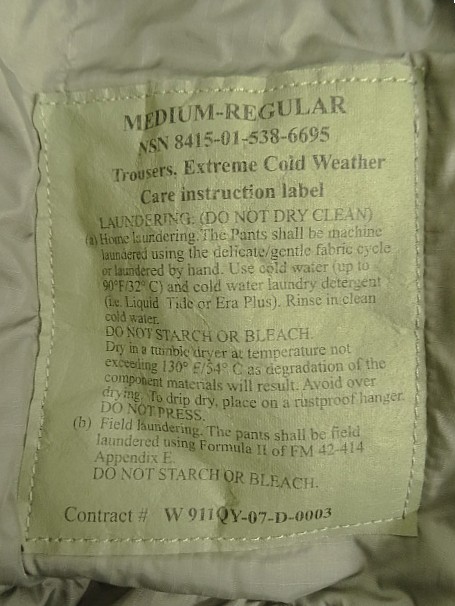 MEDIUM-REGULAR
NSN 8415-01-538-6695
Trousers, Extreme Cold Weather
Care instruction label
LAUNDERING: (DO NOT DRY CLEAN)
(a) Home laundering. The Pants shall be machine
laundered using the delicate/gentle fabric cycle
or laundered by hand. Use cold water (up to
90°F/32° C) and cold water laundry detergent
(i.e. Liquid Tide or Era Plus). Rinse in clean
cold water.
DO NOT STARCH OR BLEACH.
Dry in a tumble dryer at temperature not
exceeding 130° F/54° C as degradation of the
component materials will result. Avoid over
drying. To drip dry, place on a rustproof hanger.
DO NOT PRESS.
(b) Field laundering. The pants shall be field
laundered using Formula II of FM 42-414
Appendix E.
DO NOT STARCH OR BLEACH.
Contract # W911QY-07-D-0003